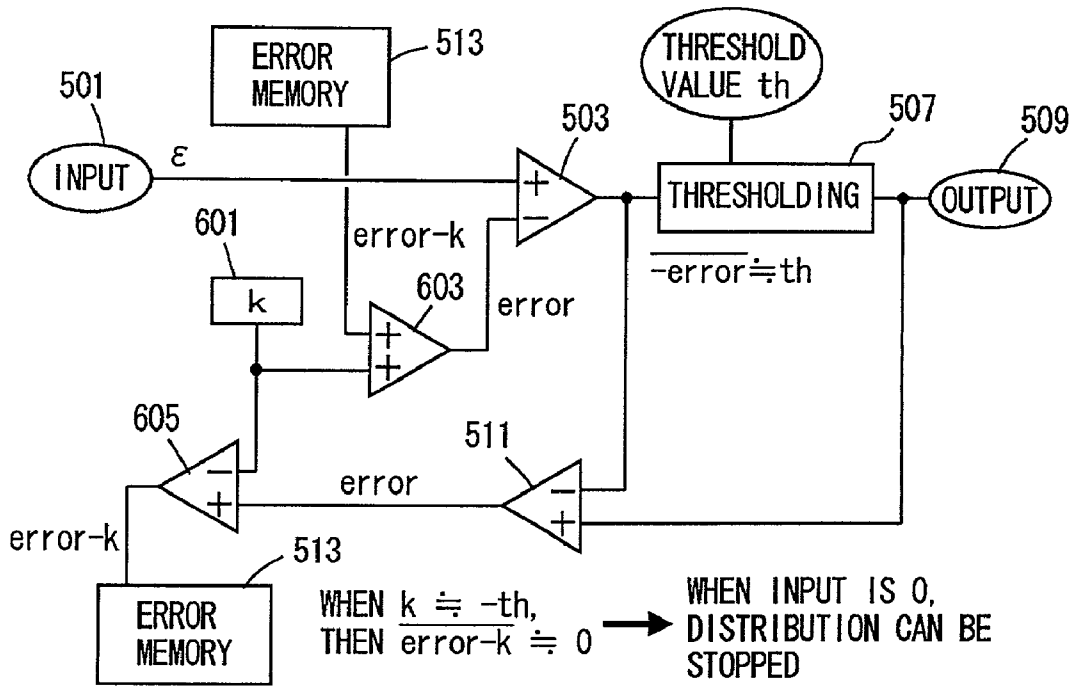 ERROR
MEMORY
513
THRESHOLD
VALUE th
501
503
507
509
INPUT
ε
+
−
THRESHOLDING
OUTPUT
error-k
-error≒th
601
k
603
error
+
+
605
511
−
+
error
−
+
error-k
513
ERROR
MEMORY
WHEN k ≒ -th,
THEN error-k ≒ 0
WHEN INPUT IS 0,
DISTRIBUTION CAN BE
STOPPED